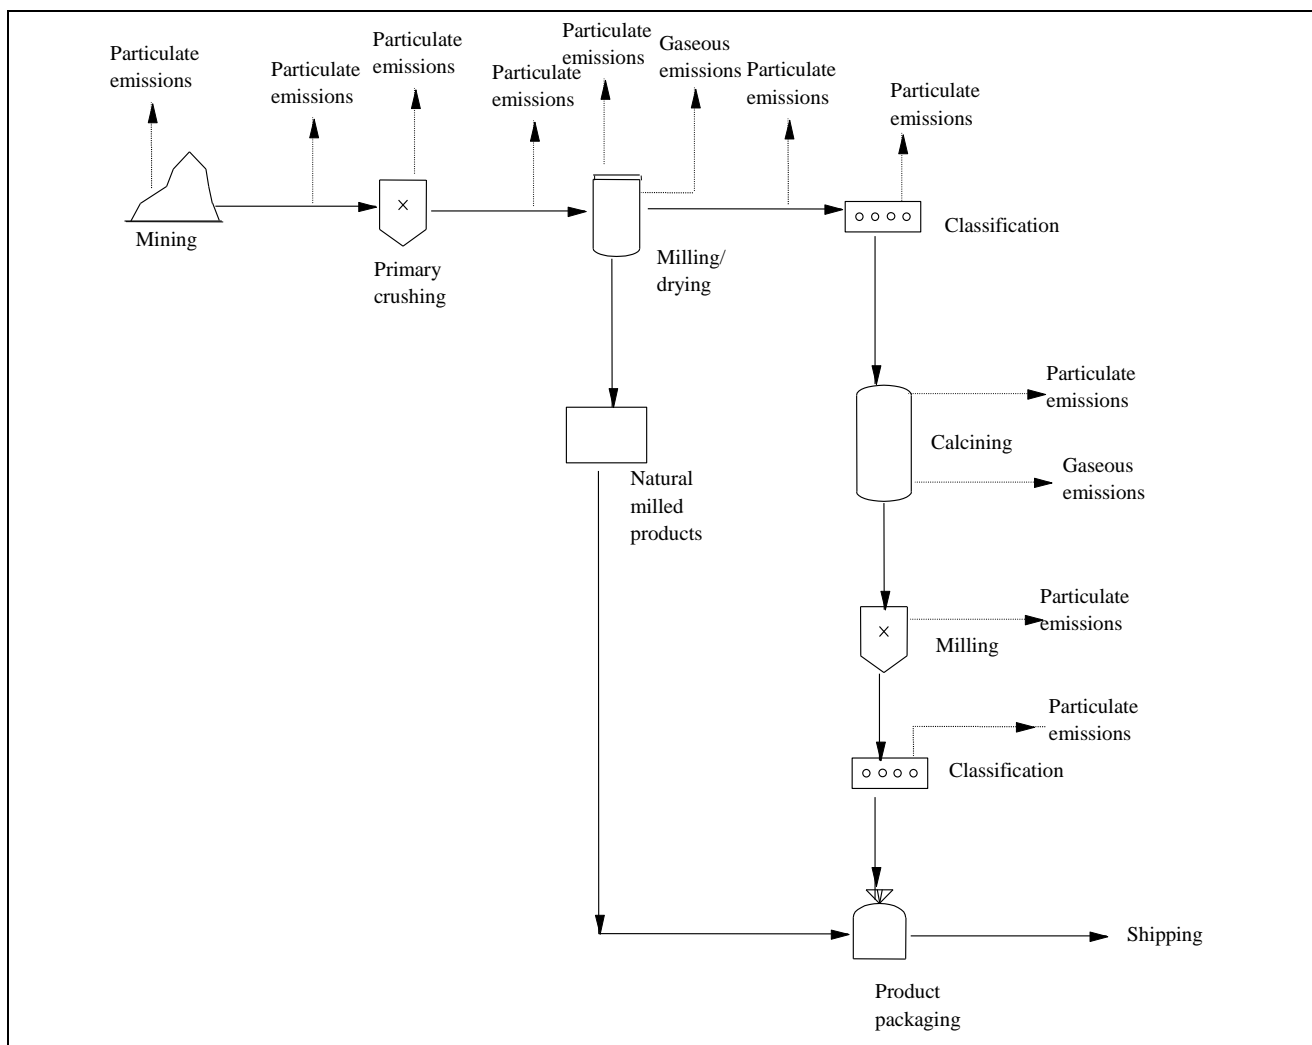 Particulate
emissions
Particulate
emissions
Particulate
emissions
Particulate
emissions
Particulate
emissions
Gaseous
emissions
Particulate
emissions
Particulate
emissions
Mining
Primary
crushing
Milling/
drying
Classification
Particulate
emissions
Calcining
Gaseous
emissions
Natural
milled
products
Particulate
emissions
Milling
Particulate
emissions
Classification
Shipping
Product
packaging